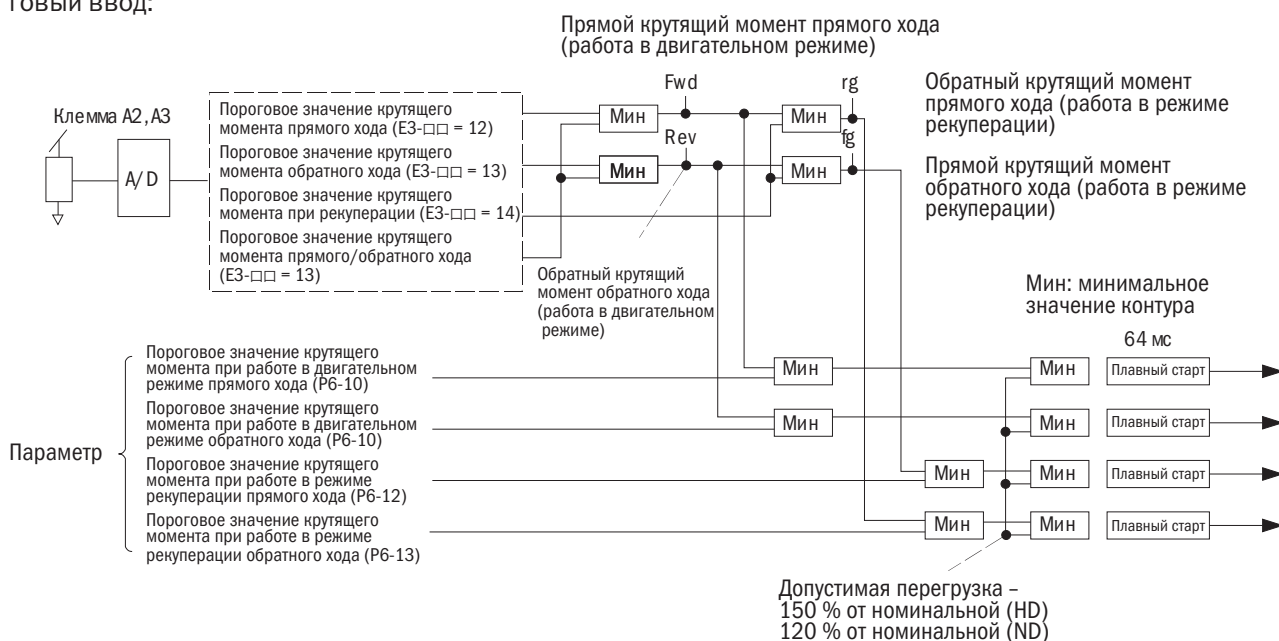 говый ввод:
Прямой крутящий момент прямого хода
(работа в двигательном режиме)
Fwd
rg
Обратный крутящий момент
прямого хода (работа в режиме
рекуперации)
Клемма А2, А3
A/D
Пороговое значение крутящего
момента прямого хода (E3-□□ = 12)
Пороговое значение крутящего
момента обратного хода (E3-□□ = 13)
Пороговое значение крутящего
момента при рекуперации (E3-□□ = 14)
Пороговое значение крутящего
момента прямого/обратного хода
(E3-□□ = 13)
Мин
Мин
Rev
fg
Мин
Мин
Прямой крутящий момент
обратного хода (работа в режиме
рекуперации)
Обратный крутящий
момент обратного хода
(работа в двигательном
режиме)
Мин: минимальное
значение контура
64 мс
Параметр
Пороговое значение крутящего
момента при работе в двигательном
режиме прямого хода (P6-10)
Мин
Мин
Плавный старт
Пороговое значение крутящего
момента при работе в двигательном
режиме обратного хода (P6-10)
Мин
Мин
Плавный старт
Пороговое значение крутящего
момента при работе в режиме
рекуперации прямого хода (P6-12)
Мин
Мин
Плавный старт
Пороговое значение крутящего
момента при работе в режиме
рекуперации обратного хода (P6-13)
Мин
Мин
Плавный старт
Допустимая перегрузка –
150 % от номинальной (HD)
120 % от номинальной (ND)